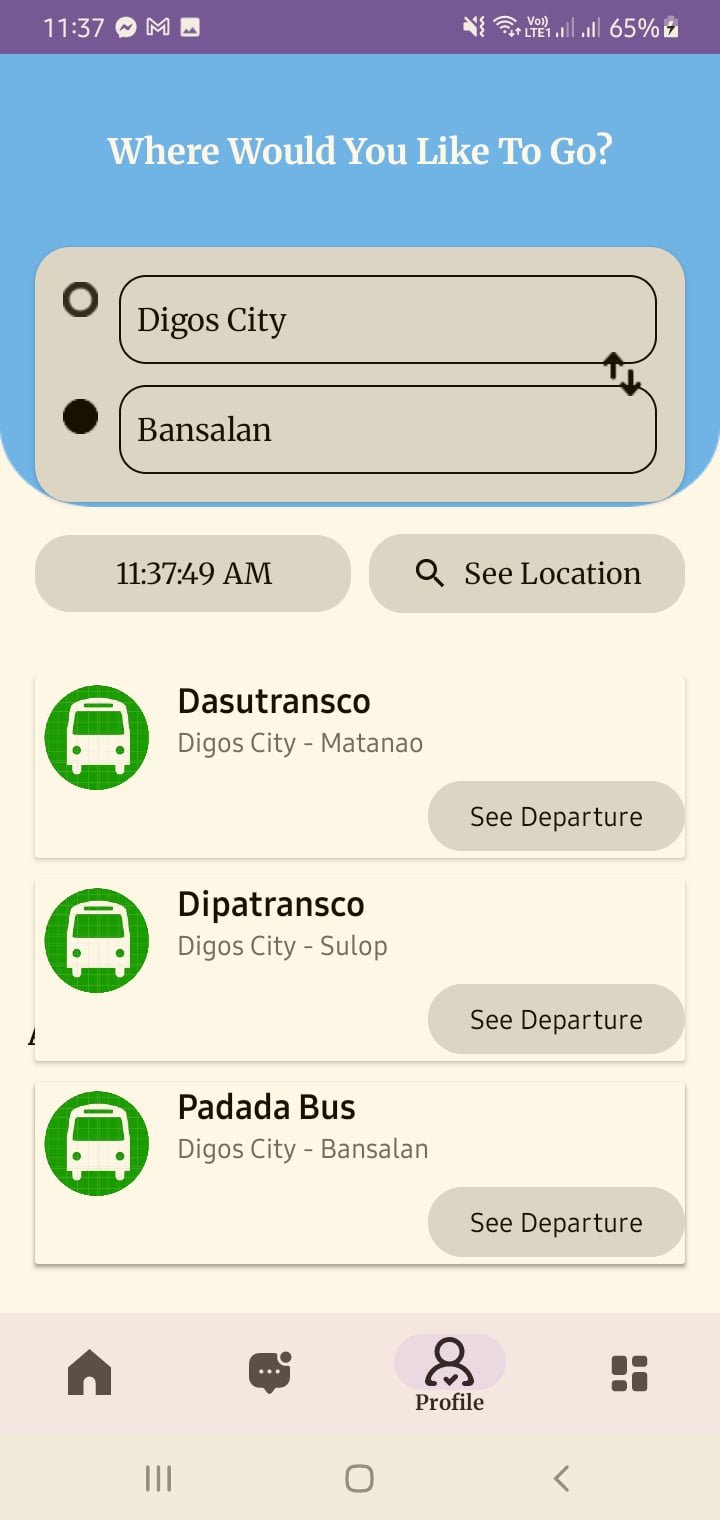 11:37 65%
Vo))
LTE1
Where Would You Like To Go?
Digos City
Bansalan
11:37:49 AM
See Location
Dasutransco
Digos City - Matanao
See Departure
Dipatransco
Digos City - Sulop
See Departure
Padada Bus
Digos City - Bansalan
See Departure
Profile